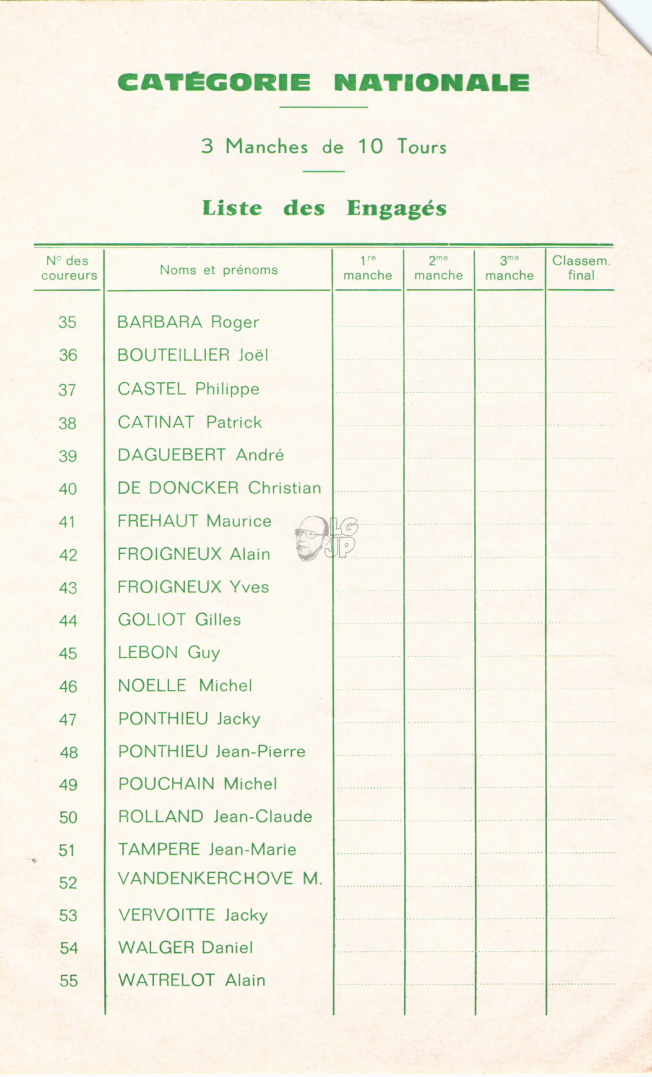 CATÉGORIE NATIONALE
3 Manches de 10 Tours
Liste des Engagés
N° des coureurs Noms et prénoms 1re manche 2me manche 3me manche Classem. final
35 BARBARA Roger
36 BOUTEILLIER Joël
37 CASTEL Philippe
38 CATINAT Patrick
39 DAGUEBERT André
40 DE DONCKER Christian
41 FREHAUT Maurice
42 FROIGNEUX Alain
43 FROIGNEUX Yves
44 GOLIOT Gilles
45 LEBON Guy
46 NOELLE Michel
47 PONTHIEU Jacky
48 PONTHIEU Jean-Pierre
49 POUCHAIN Michel
50 ROLLAND Jean-Claude
51 TAMPERE Jean-Marie
52 VANDENKERCHOVE M.
53 VERVOITTE Jacky
54 WALGER Daniel
55 WATRELOT Alain
LG
JP